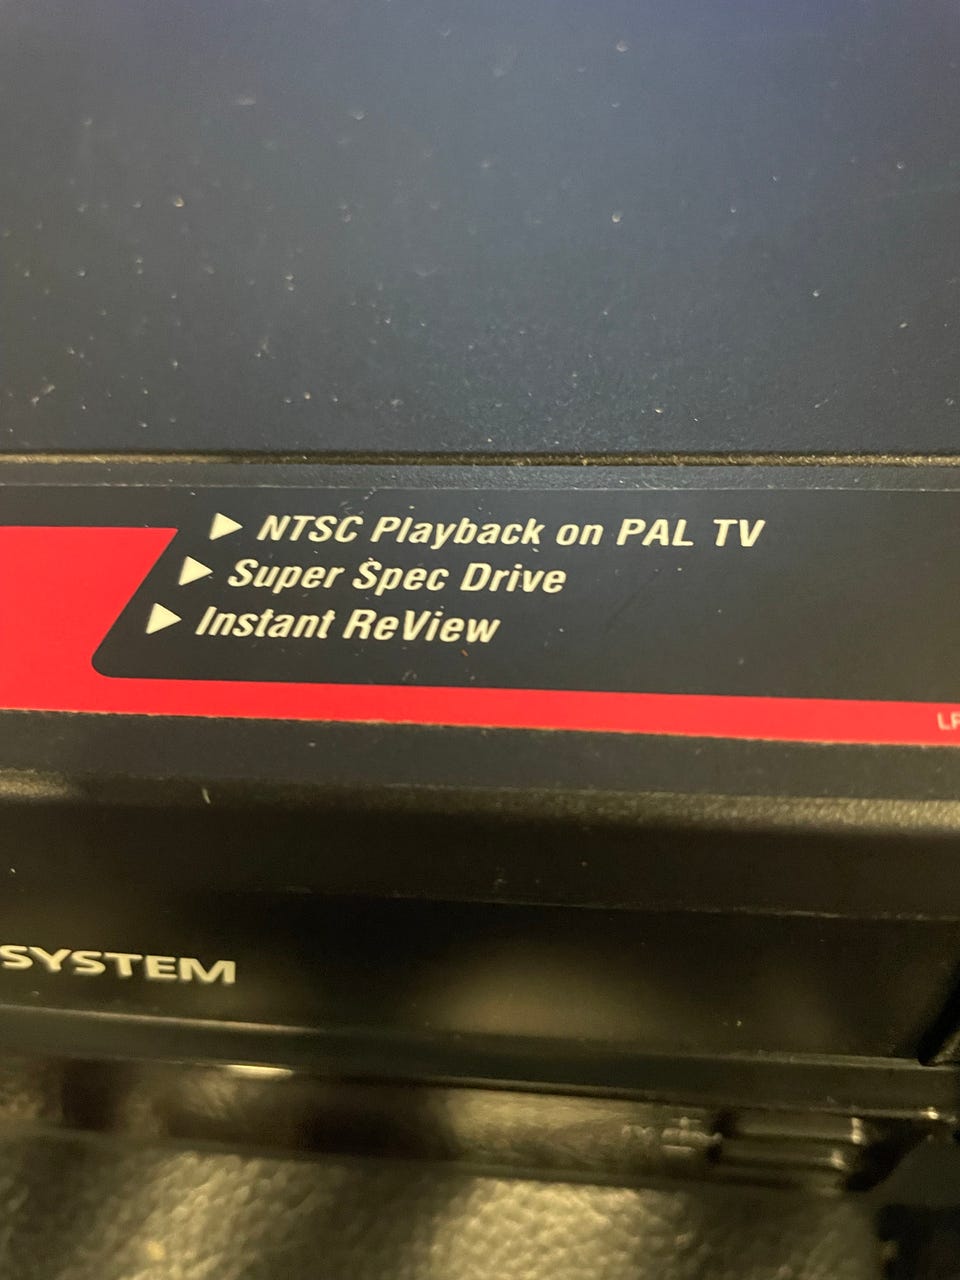 ▶ NTSC Playback on PAL TV
▶ Super Spec Drive
▶ Instant ReView
SYSTEM